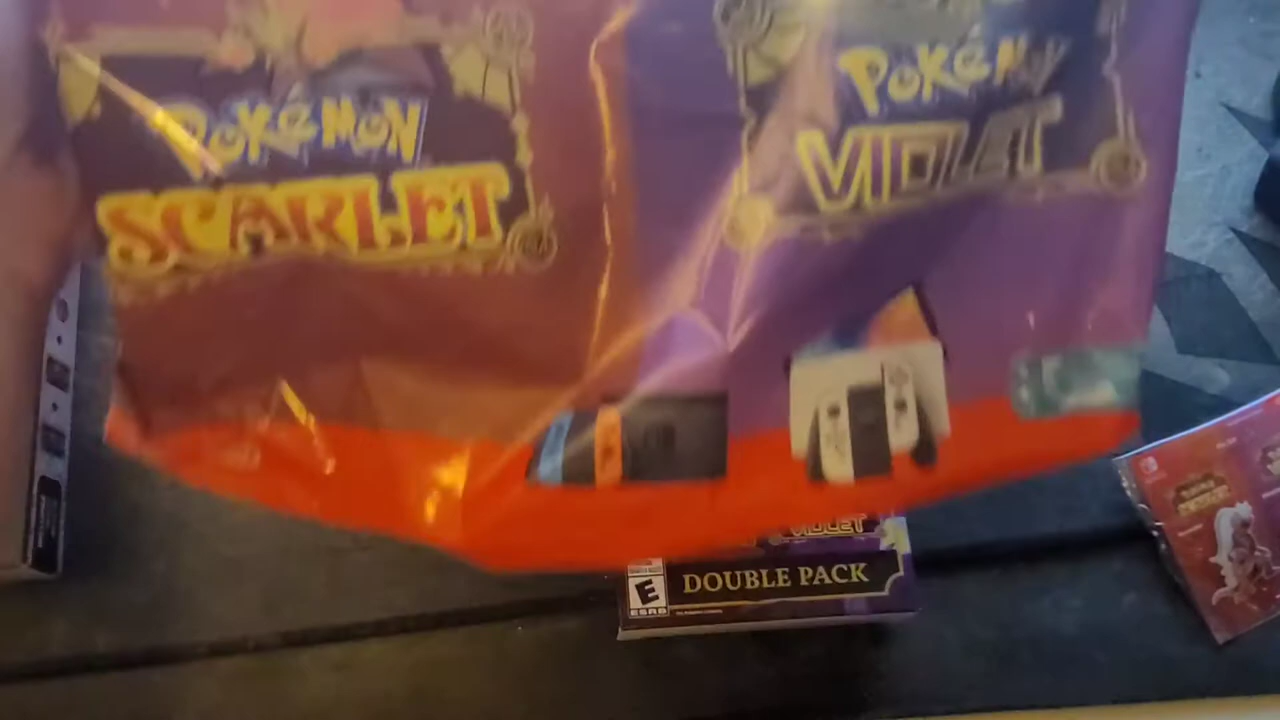 POKéMON
SCARLET
POKéMON
VIOLET
VIOLET
E
ESRB
DOUBLE PACK